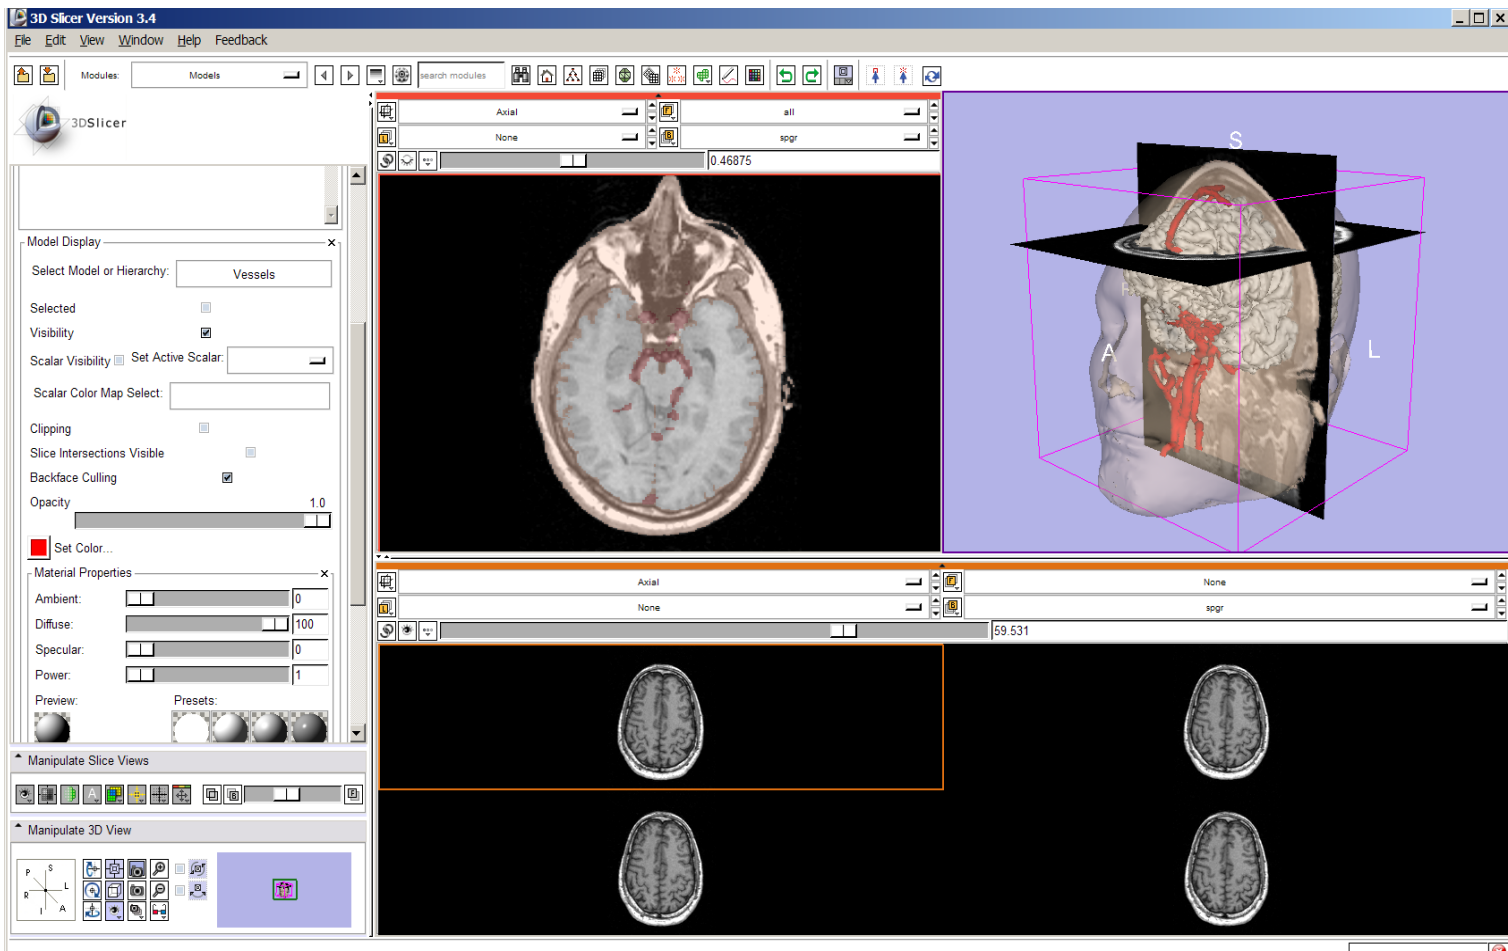 3D Slicer Version 3.4
File Edit View Window Help Feedback
Modules: Models search modules
3DSlicer
Model Display
Select Model or Hierarchy: Vessels
Selected
Visibility
Scalar Visibility Set Active Scalar:
Scalar Color Map Select:
Clipping
Slice Intersections Visible
Backface Culling
Opacity 1.0
Set Color...
Material Properties
Ambient: 0
Diffuse: 100
Specular: 0
Power: 1
Preview: Presets:
Manipulate Slice Views
A
B F
Manipulate 3D View
P S
R L
I A
Axial F all
L None B spgr
0.46875
S
R
A
L
Axial F None
L None B spgr
59.531